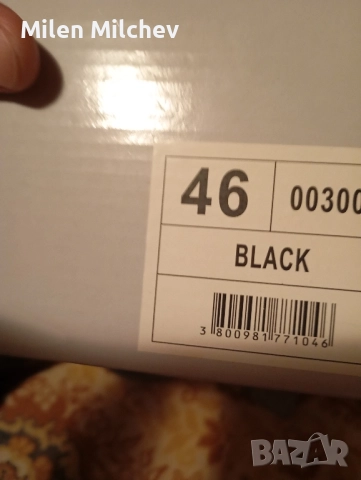 Milen Milchev
46
00300
BLACK
3 800981 771046
BAZAR